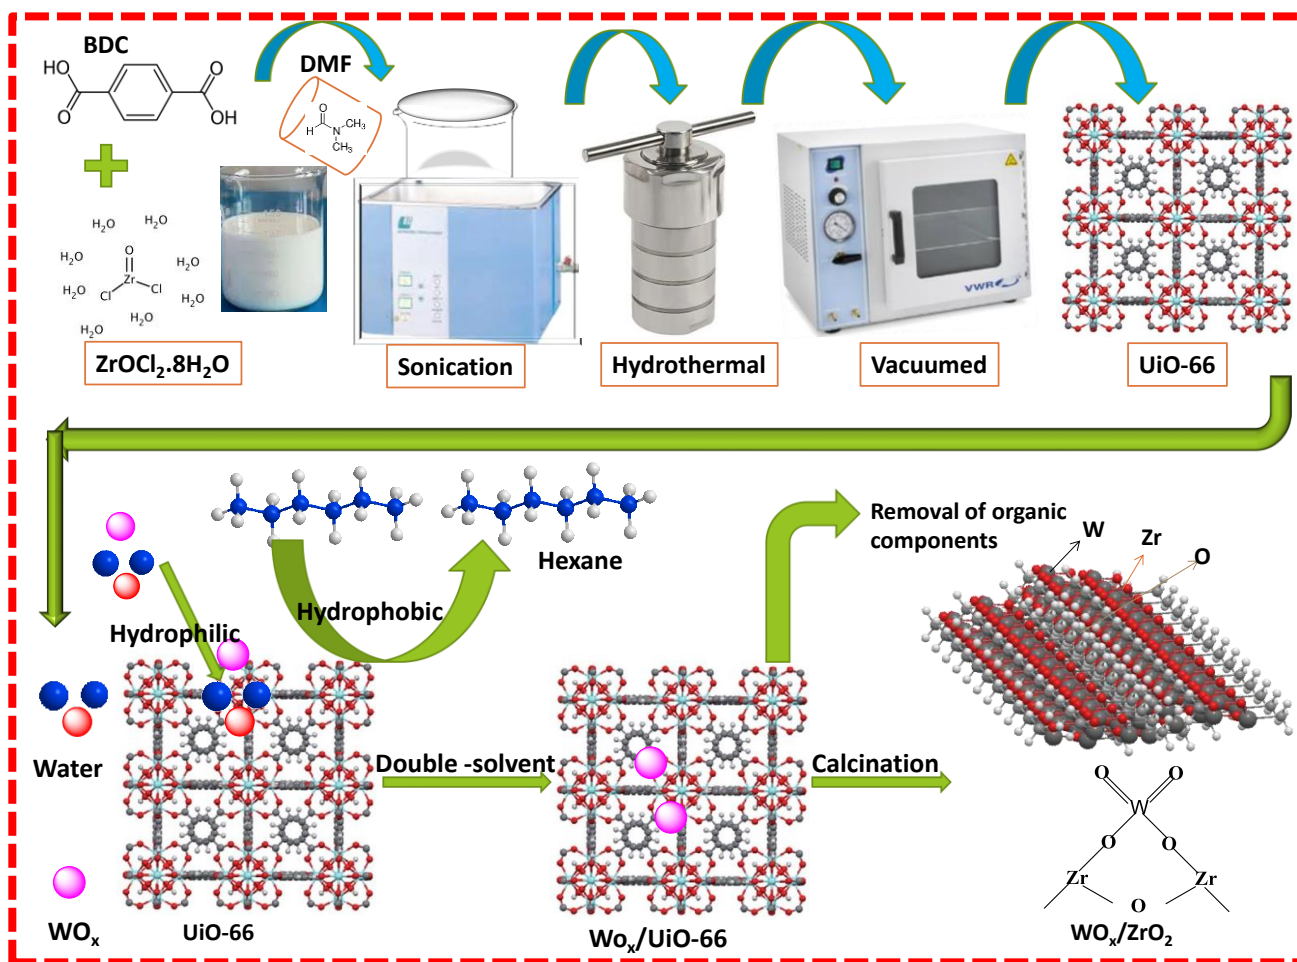 BDC
HO
O
O
OH
DMF
O
H
N
CH₃
CH₃
H₂O
H₂O
H₂O
O
H₂O
Zr
H₂O
Cl
Cl
H₂O
H₂O
H₂O
VWR
ZrOCl₂.8H₂O
Sonication
Hydrothermal
Vacuumed
UiO-66
Removal of organic
components
W
Zr
O
Hexane
Hydrophobic
Hydrophilic
Water
Double -solvent
Calcination
WOₓ
UiO-66
Woₓ/UiO-66
O
O
W
O
O
Zr
Zr
O
WOₓ/ZrO₂